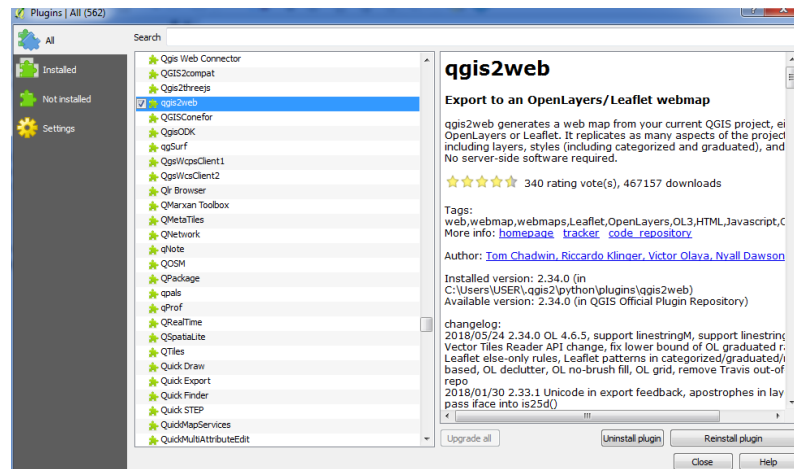 Plugins | All (562)
All
Installed
Not installed
Settings
Search
Qgis Web Connector
QGIS2compat
Qgis2threejs
qgis2web
QGISConefor
QgisODK
qgSurf
QgsWcpsClient1
QgsWcsClient2
Qlr Browser
QMarxan Toolbox
QMetaTiles
QNetwork
qNote
QOSM
QPackage
qpals
qProf
QRealTime
QSpatiaLite
QTiles
Quick Draw
Quick Export
Quick Finder
Quick STEP
QuickMapServices
QuickMultiAttributeEdit
qgis2web
Export to an OpenLayers/Leaflet webmap
qgis2web generates a web map from your current QGIS project, ei
OpenLayers or Leaflet. It replicates as many aspects of the project
including layers, styles (including categorized and graduated), and
No server-side software required.
340 rating vote(s), 467157 downloads
Tags:
web,webmap,webmaps,Leaflet,OpenLayers,OL3,HTML,Javascript,C
More info: homepage tracker code repository
Author: Tom Chadwin, Riccardo Klinger, Victor Olaya, Nyall Dawson
Installed version: 2.34.0 (in
C:\Users\USER\.qgis2\python\plugins\qgis2web)
Available version: 2.34.0 (in QGIS Official Plugin Repository)
changelog:
2018/05/24 2.34.0 OL 4.6.5, support linestringM, support linestring
Vector Tiles Reader API change, fix lower bound of OL graduated r
Leaflet else-only rules, Leaflet patterns in categorized/graduated/
based, OL declutter, OL no-brush fill, OL grid, remove Travis out-of
repo
2018/01/30 2.33.1 Unicode in export feedback, apostrophes in lay
pass iface into is25d()
Upgrade all
Uninstall plugin
Reinstall plugin
Close
Help